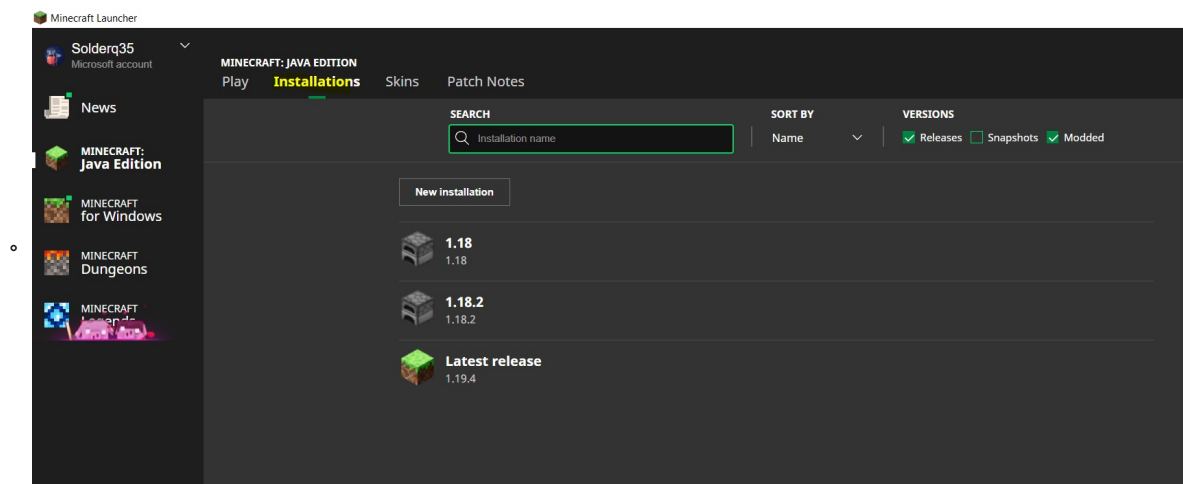 Minecraft Launcher
Solderq35
Microsoft account
News
MINECRAFT:
Java Edition
MINECRAFT
for Windows
MINECRAFT
Dungeons
MINECRAFT
MINECRAFT: JAVA EDITION
Play Installations Skins Patch Notes
SEARCH SORT BY VERSIONS
Installation name Name Releases Snapshots Modded
New installation
1.18
1.18
1.18.2
1.18.2
Latest release
1.19.4